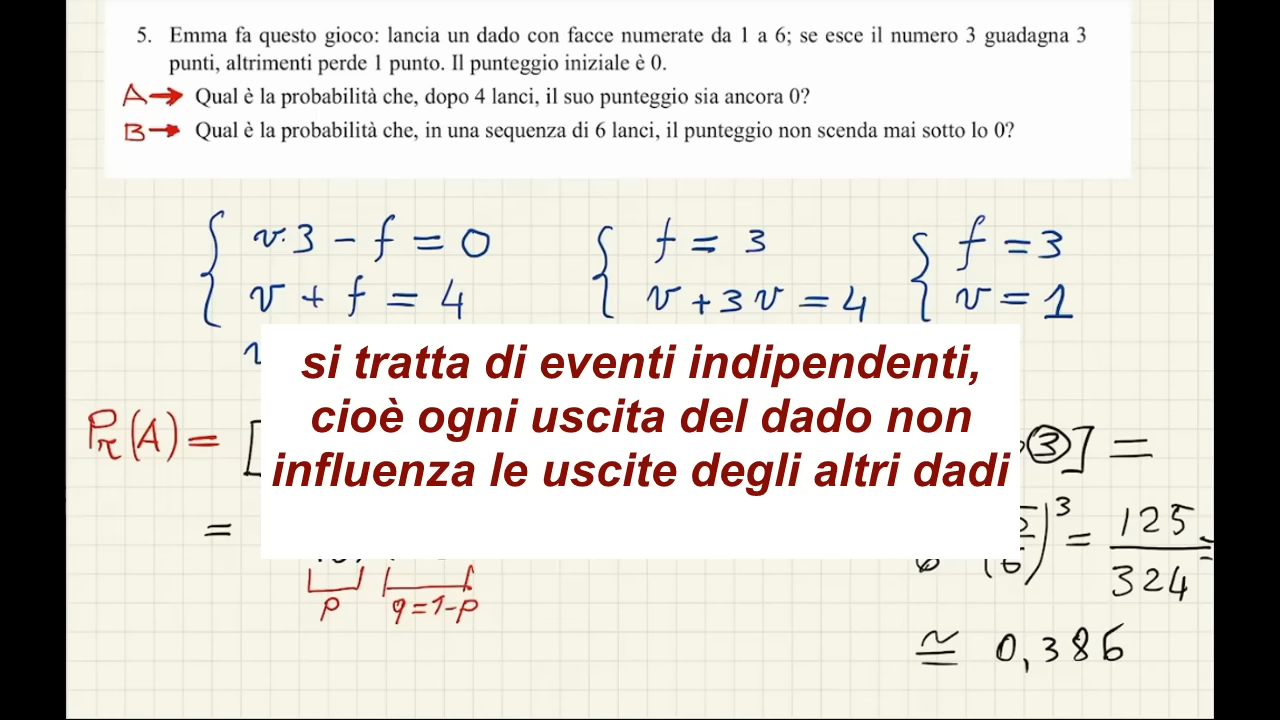 5. Emma fa questo gioco: lancia un dado con facce numerate da 1 a 6; se esce il numero 3 guadagna 3
punti, altrimenti perde 1 punto. Il punteggio iniziale è 0.
A → Qual è la probabilità che, dopo 4 lanci, il suo punteggio sia ancora 0?
B → Qual è la probabilità che, in una sequenza di 6 lanci, il punteggio non scenda mai sotto lo 0?
{ v·3 - f = 0 { f = 3 { f = 3
v + f = 4 v + 3v = 4 v = 1
si tratta di eventi indipendenti,
cioè ogni uscita del dado non
influenza le uscite degli altri dadi
Pr(A) = [ 3] =
= )³ = 125/324 =
p q=1-p
≅ 0,386